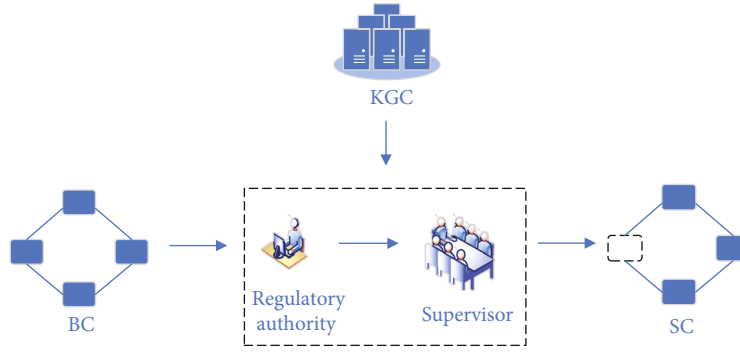 KGC
Regulatory
authority
Supervisor
BC
SC